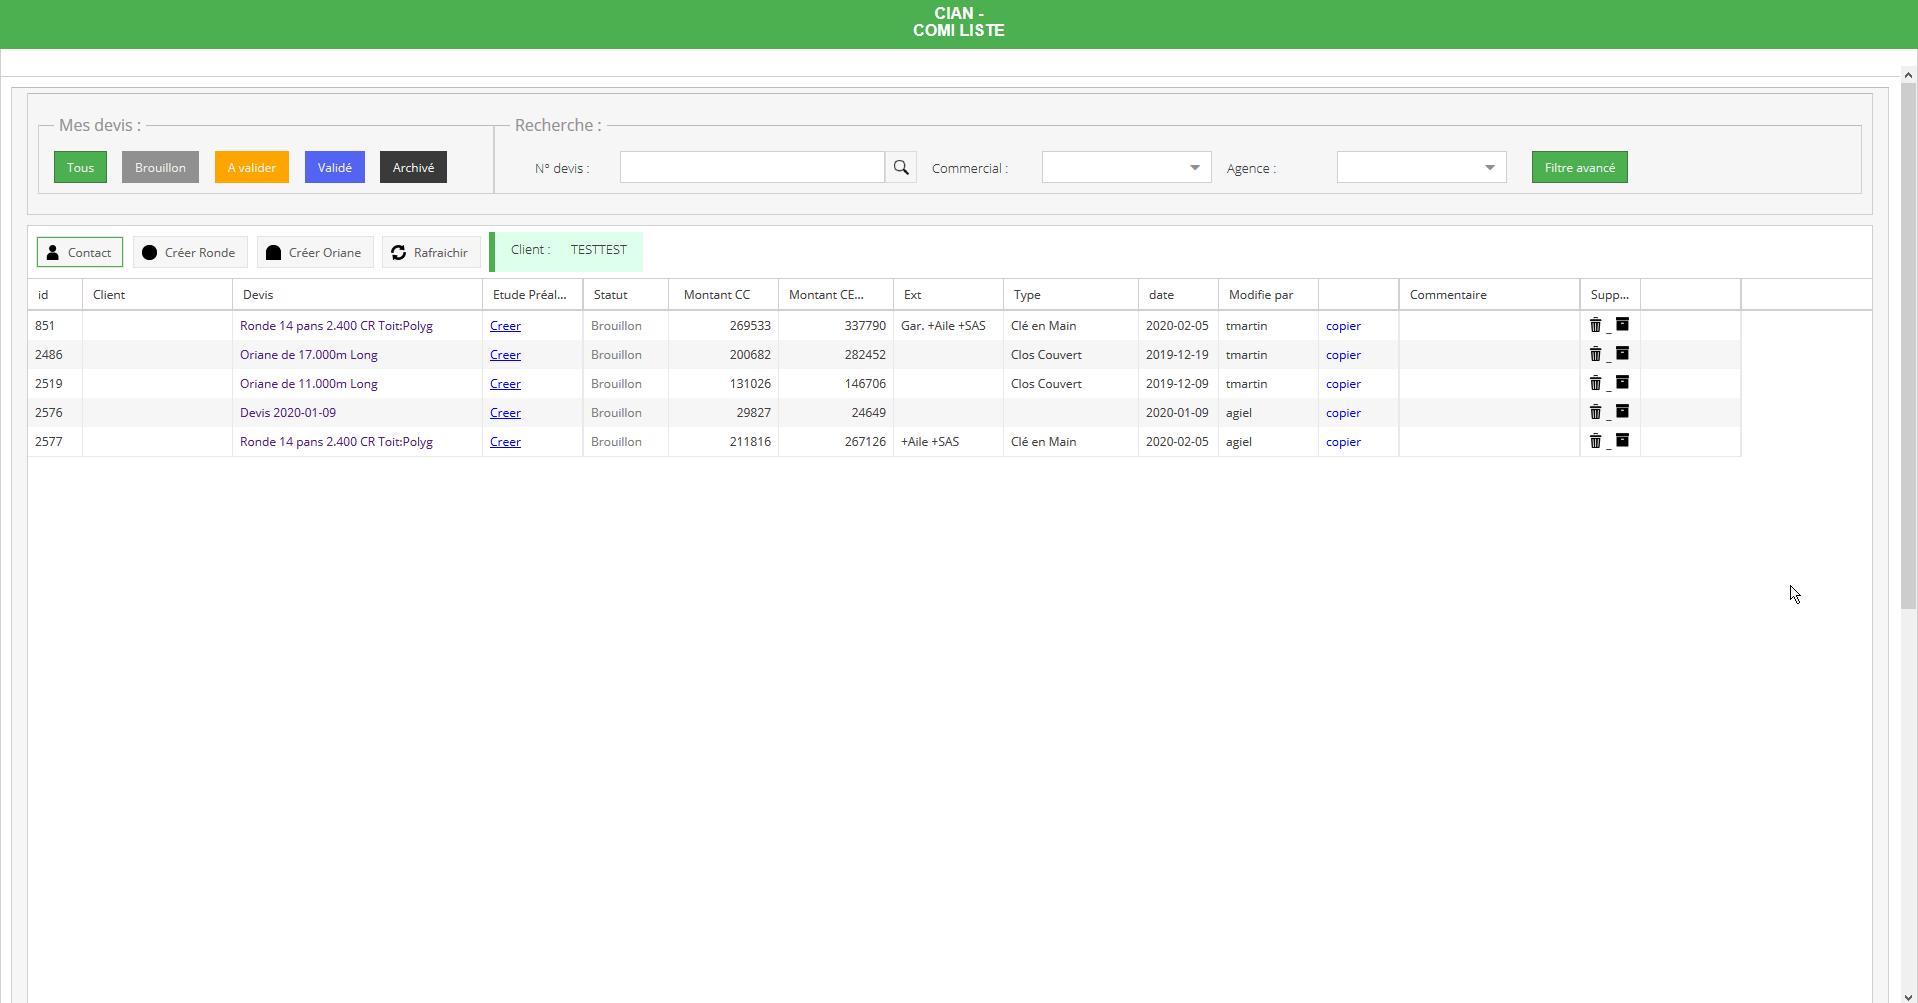 CIAN -
COMI LISTE
Mes devis :
Recherche :
Tous Brouillon A valider Validé Archivé N° devis : Commercial : Agence : Filtre avancé
Contact Créer Ronde Créer Oriane Rafraichir Client : TESTTEST
id Client Devis Etude Préal... Statut Montant CC Montant CE... Ext Type date Modifie par Commentaire Supp...
851 Ronde 14 pans 2.400 CR Toit:Polyg Creer Brouillon 269533 337790 Gar. +Aile +SAS Clé en Main 2020-02-05 tmartin copier _
2486 Oriane de 17.000m Long Creer Brouillon 200682 282452 Clos Couvert 2019-12-19 tmartin copier _
2519 Oriane de 11.000m Long Creer Brouillon 131026 146706 Clos Couvert 2019-12-09 tmartin copier _
2576 Devis 2020-01-09 Creer Brouillon 29827 24649 2020-01-09 agiel copier _
2577 Ronde 14 pans 2.400 CR Toit:Polyg Creer Brouillon 211816 267126 +Aile +SAS Clé en Main 2020-02-05 agiel copier _